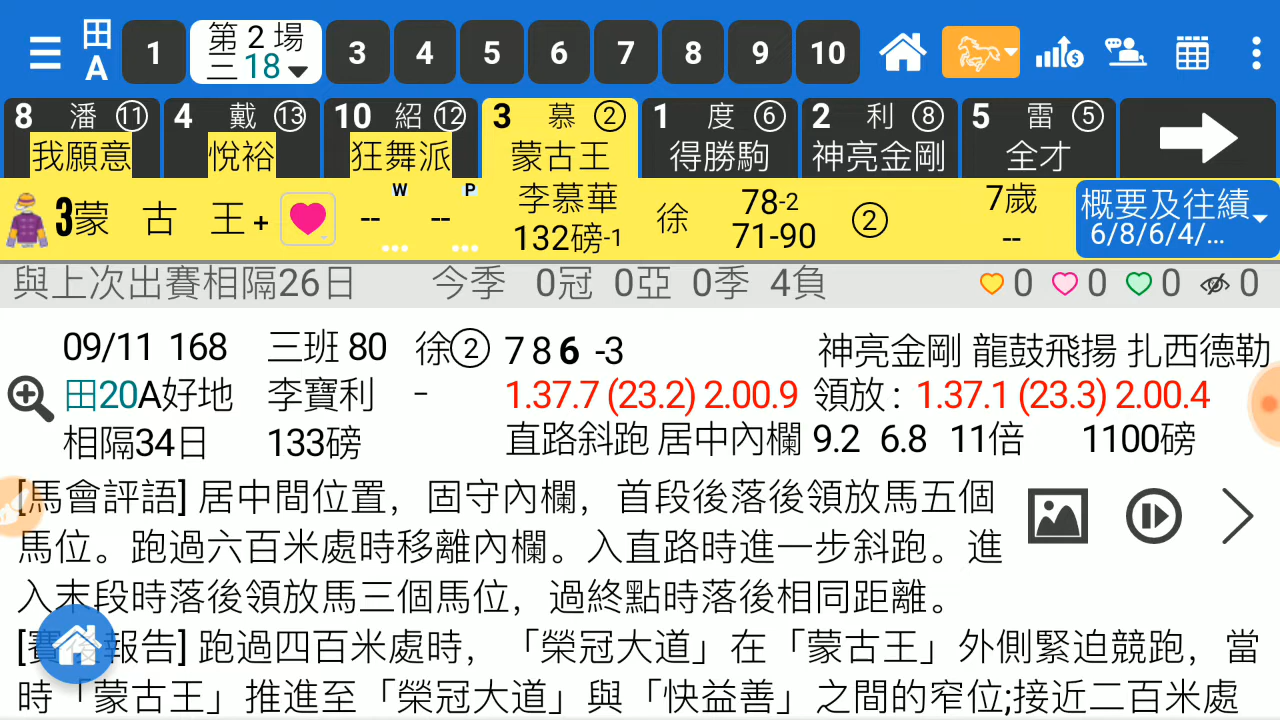 田 A 1 第 2 場 二 18 3 4 5 6 7 8 9 10
8 潘 ⑪ 4 戴 ⑬ 10 紹 ⑫ 3 慕 ② 1 度 ⑥ 2 利 ⑧ 5 雷 ⑤
我願意 悅裕 狂舞派 蒙古王 得勝駒 神亮金剛 全才
3 蒙 古 王 + -- W ... -- P ... 李慕華 132磅-1 徐 78-2 71-90 ② 7歲 -- 概要及往績 6/8/6/4/...
與上次出賽相隔26日 今季 0冠 0亞 0季 4負 0 0 0 0
09/11 168 三班 80 徐② 7 8 6 -3 神亮金剛 龍鼓飛揚 扎西德勒
田20A好地 李寶利 - 1.37.7 (23.2) 2.00.9 領放 : 1.37.1 (23.3) 2.00.4
相隔34日 133磅 直路斜跑 居中內欄 9.2 6.8 11倍 1100磅
[馬會評語] 居中間位置，固守內欄，首段後落後領放馬五個
馬位。跑過六百米處時移離內欄。入直路時進一步斜跑。進
入末段時落後領放馬三個馬位，過終點時落後相同距離。
[賽後報告] 跑過四百米處時，「榮冠大道」在「蒙古王」外側緊迫競跑，當
時「蒙古王」推進至「榮冠大道」與「快益善」之間的窄位;接近二百米處